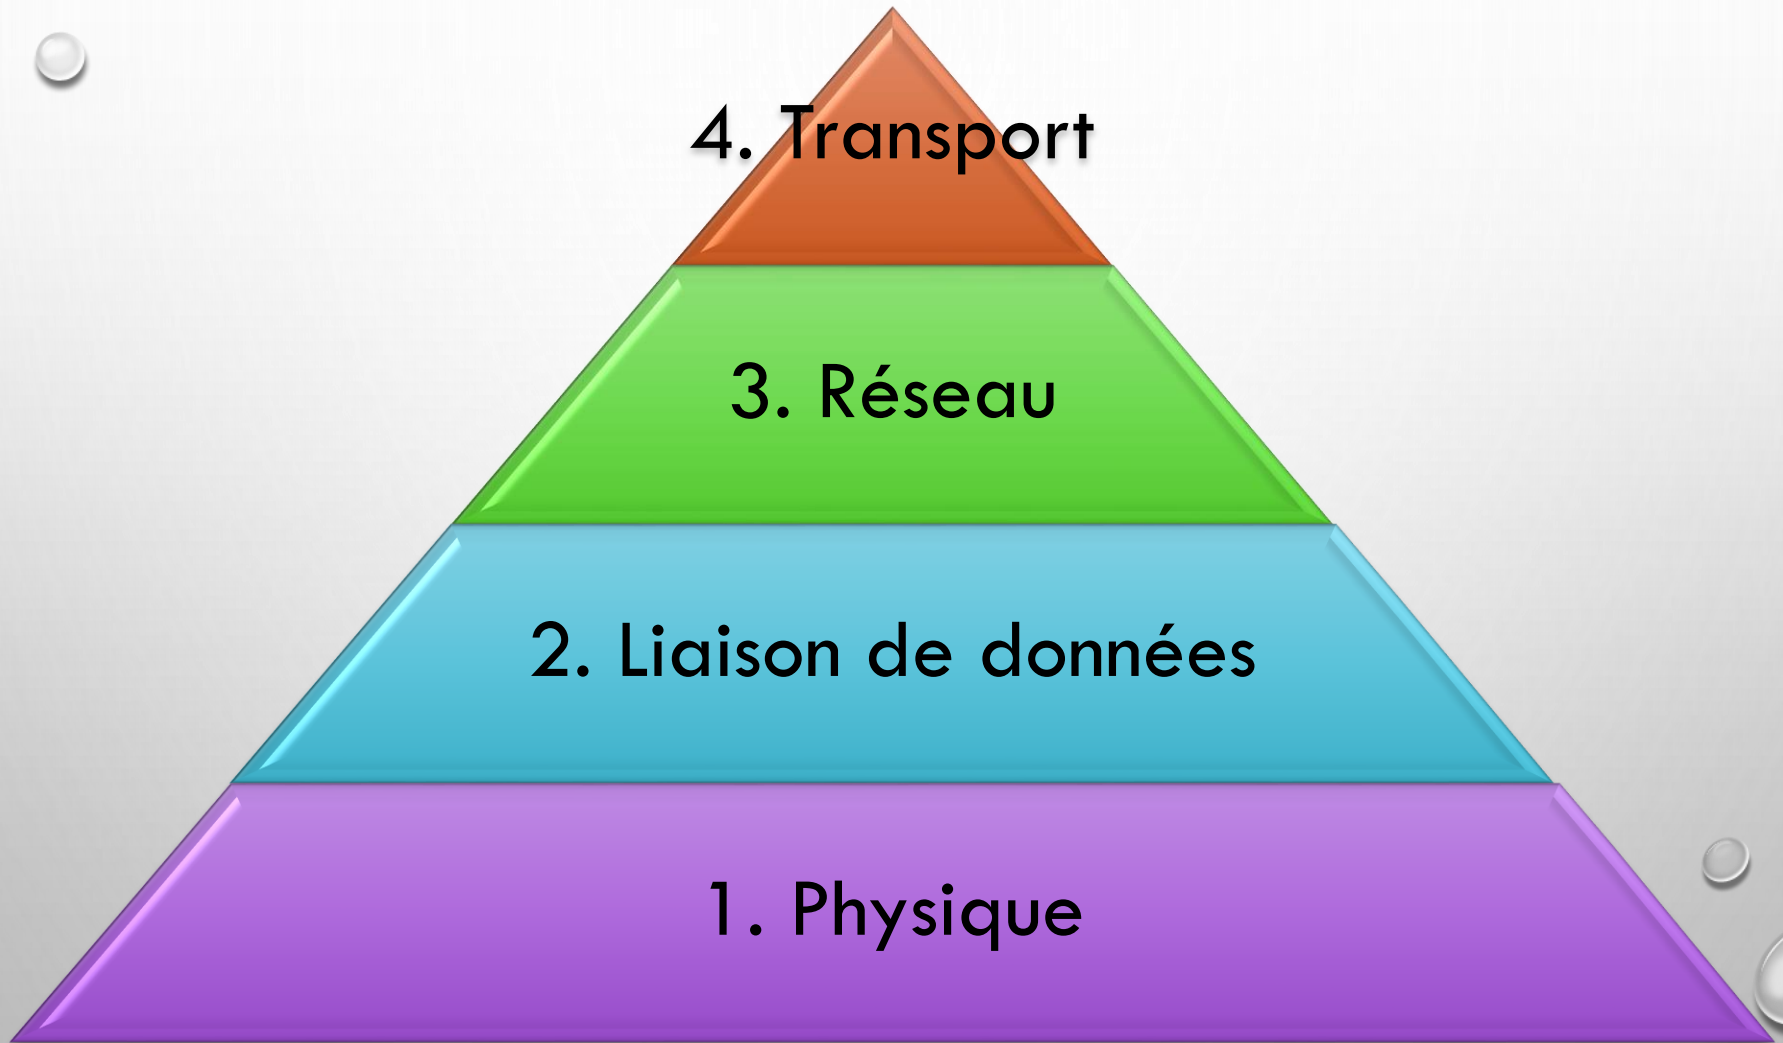 4. Transport
3. Réseau
2. Liaison de données
1. Physique